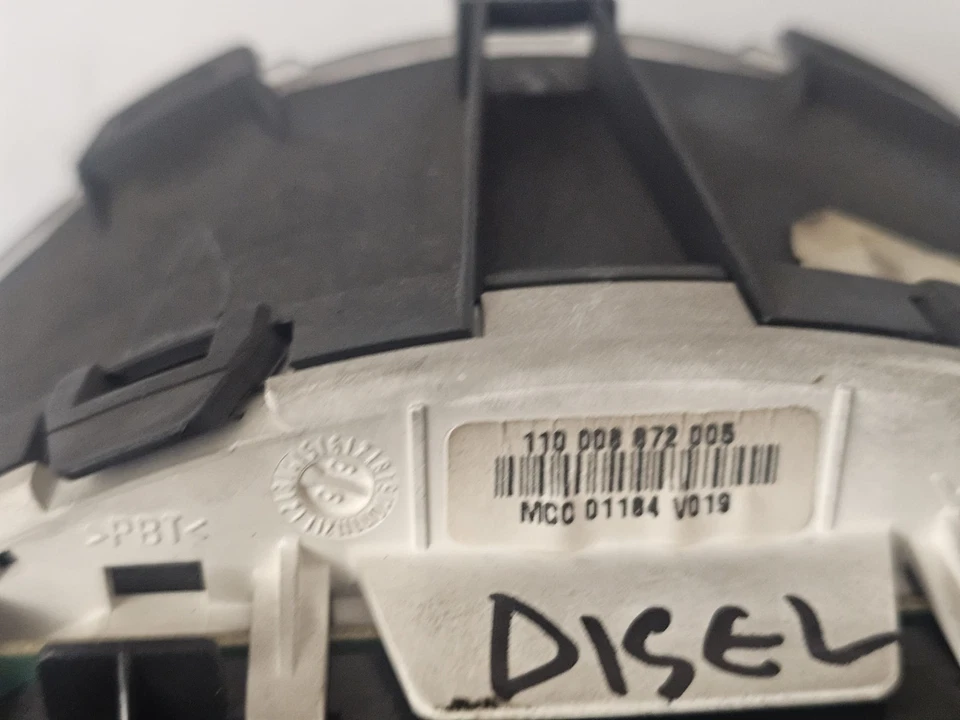 110 008 872 005
MCC 01184 V019
>PBT<
DISEL